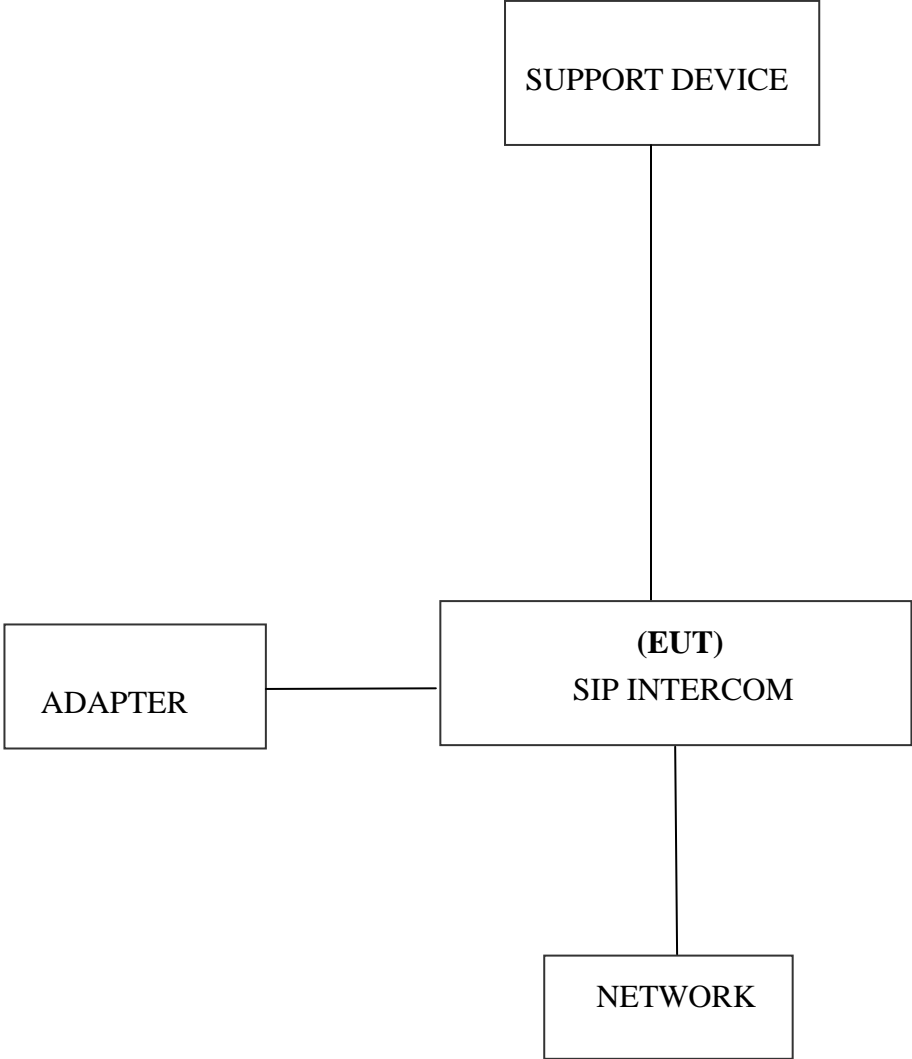 SUPPORT DEVICE
(EUT)
SIP INTERCOM
ADAPTER
NETWORK